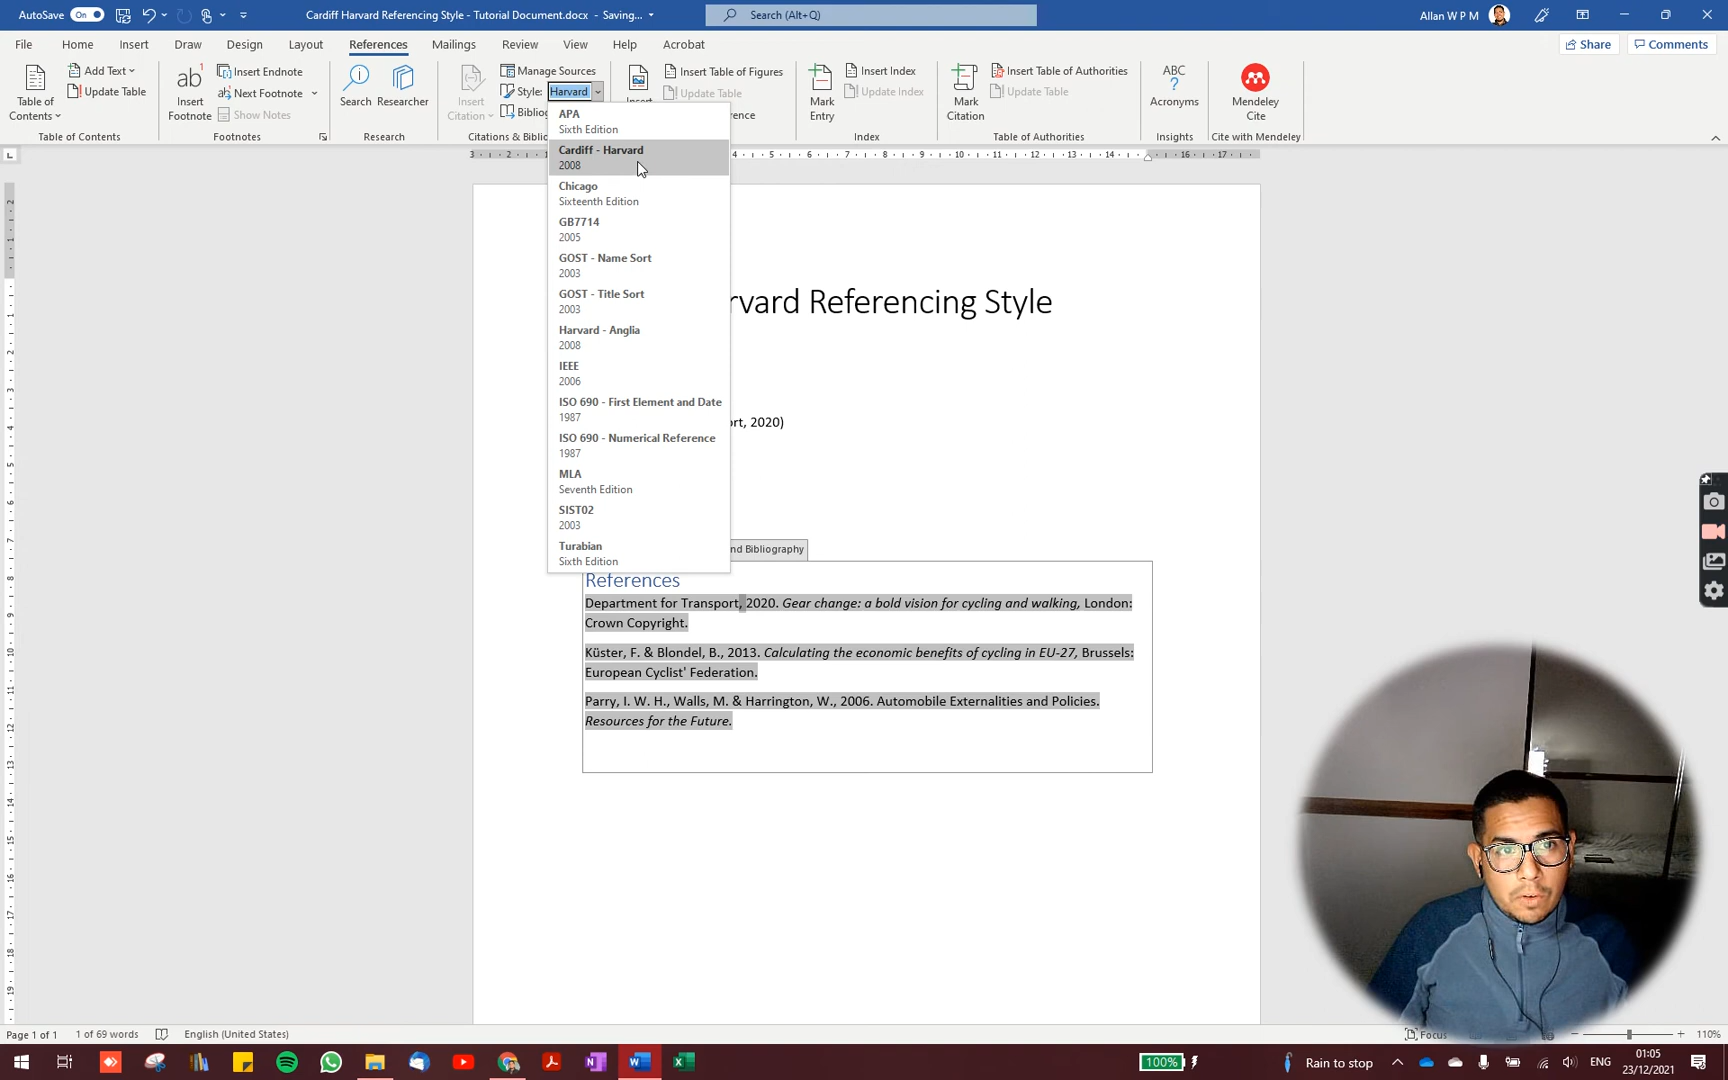 AutoSave On
Cardiff Harvard Referencing Style - Tutorial Document.docx - Saving...
Search (Alt+Q)
Allan W P M
File Home Insert Draw Design Layout References Mailings Review View Help Acrobat
Share Comments
Table of
Contents
Add Text
Update Table
Table of Contents
ab
Insert
Footnote
Insert Endnote
Next Footnote
Show Notes
Footnotes
Search
Researcher
Research
Insert
Citation
Manage Sources
Style: Harvard
Citations &
Insert Table of Figures
Update Table
Mark
Entry
Insert Index
Update Index
Index
Mark
Citation
Insert Table of Authorities
Update Table
Table of Authorities
ABC
?
Acronyms
Insights
Mendeley
Cite
Cite with Mendeley
APA
Sixth Edition
Cardiff - Harvard
2008
Chicago
Sixteenth Edition
GB7714
2005
GOST - Name Sort
2003
GOST - Title Sort
2003
Harvard - Anglia
2008
IEEE
2006
ISO 690 - First Element and Date
1987
ISO 690 - Numerical Reference
1987
MLA
Seventh Edition
SIST02
2003
Turabian
Sixth Edition
rvard Referencing Style
ort, 2020)
nd Bibliography
References
Department for Transport, 2020. Gear change: a bold vision for cycling and walking, London:
Crown Copyright.
Küster, F. & Blondel, B., 2013. Calculating the economic benefits of cycling in EU-27, Brussels:
European Cyclist' Federation.
Parry, I. W. H., Walls, M. & Harrington, W., 2006. Automobile Externalities and Policies.
Resources for the Future.
Page 1 of 1 1 of 69 words English (United States)
Focus
110%
100%
Rain to stop
ENG
01:05
23/12/2021